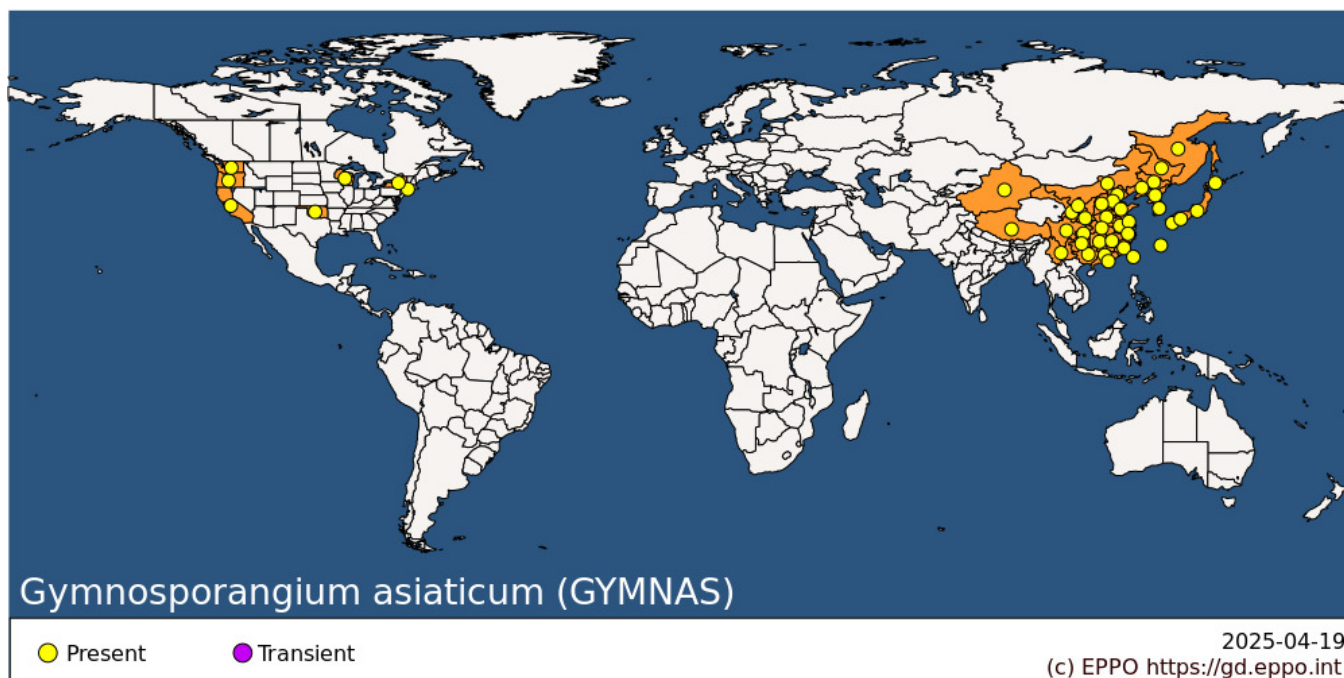 Gymnosporangium asiaticum (GYMNAS)
Present
Transient
2025-04-19
(c) EPPO https://gd.eppo.int